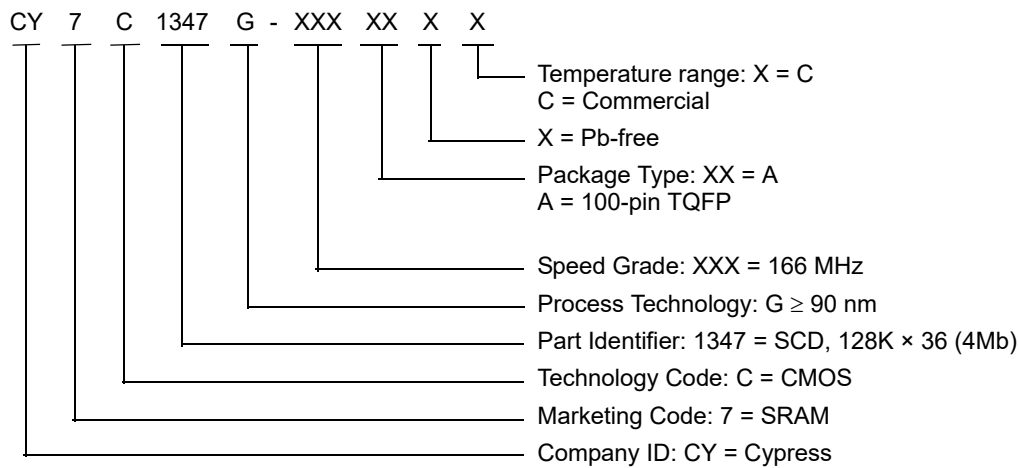 CY 7 C 1347 G - XXX XX X X
Temperature range: X = C
C = Commercial
X = Pb-free
Package Type: XX = A
A = 100-pin TQFP
Speed Grade: XXX = 166 MHz
Process Technology: G ≥ 90 nm
Part Identifier: 1347 = SCD, 128K × 36 (4Mb)
Technology Code: C = CMOS
Marketing Code: 7 = SRAM
Company ID: CY = Cypress